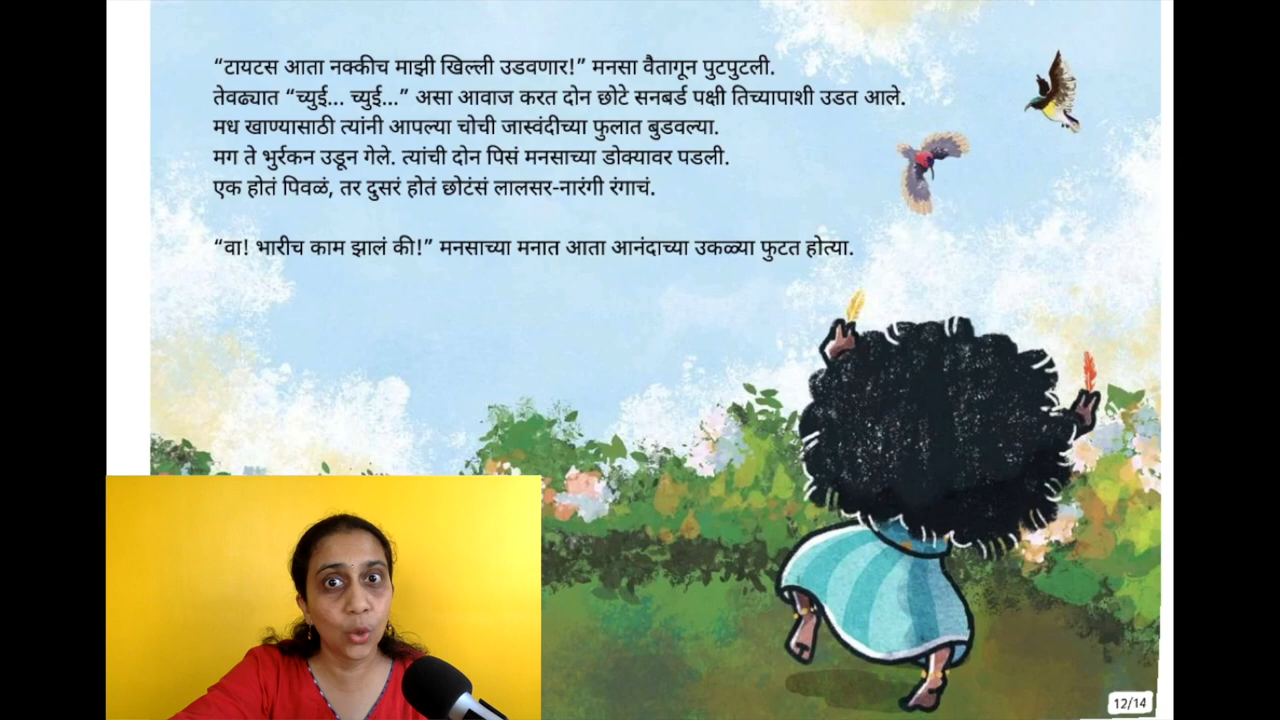 “टायटस आता नक्कीच माझी खिल्ली उडवणार!” मनसा वैतागून पुटपुटली.
तेवढ्यात “च्युई... च्युई...” असा आवाज करत दोन छोटे सनबर्ड पक्षी तिच्यापाशी उडत आले.
मध खाण्यासाठी त्यांनी आपल्या चोची जास्वंदीच्या फुलात बुडवल्या.
मग ते भुर्रकन उडून गेले. त्यांची दोन पिसं मनसाच्या डोक्यावर पडली.
एक होतं पिवळं, तर दुसरं होतं छोटंसं लालसर-नारंगी रंगाचं.
“वा! भारीच काम झालं की!” मनसाच्या मनात आता आनंदाच्या उकळ्या फुटत होत्या.
12/14